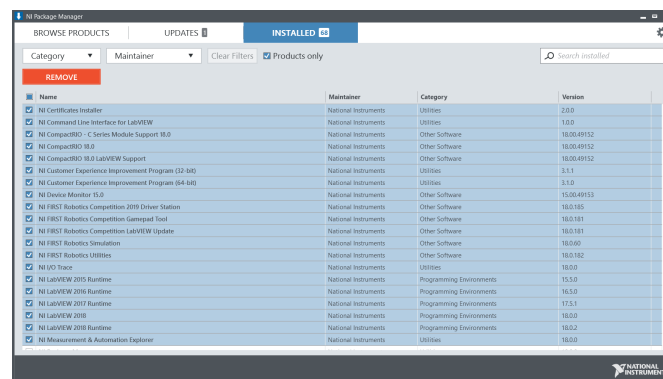 NI Package Manager
BROWSE PRODUCTS UPDATES 1 INSTALLED 68
Category Maintainer Clear Filters Products only Search installed
REMOVE
Name Maintainer Category Version
NI Certificates Installer National Instruments Utilities 2.0.0
NI Command Line Interface for LabVIEW National Instruments Utilities 1.0.0
NI CompactRIO - C Series Module Support 18.0 National Instruments Other Software 18.00.49152
NI CompactRIO 18.0 National Instruments Other Software 18.00.49152
NI CompactRIO 18.0 LabVIEW Support National Instruments Other Software 18.00.49152
NI Customer Experience Improvement Program (32-bit) National Instruments Utilities 3.1.1
NI Customer Experience Improvement Program (64-bit) National Instruments Utilities 3.1.0
NI Device Monitor 15.0 National Instruments Other Software 15.00.49153
NI FIRST Robotics Competition 2019 Driver Station National Instruments Other Software 18.0.185
NI FIRST Robotics Competition Gamepad Tool National Instruments Other Software 18.0.181
NI FIRST Robotics Competition LabVIEW Update National Instruments Other Software 18.0.181
NI FIRST Robotics Simulation National Instruments Other Software 18.0.60
NI FIRST Robotics Utilities National Instruments Other Software 18.0.182
NI I/O Trace National Instruments Utilities 18.0.0
NI LabVIEW 2015 Runtime National Instruments Programming Environments 15.5.0
NI LabVIEW 2016 Runtime National Instruments Programming Environments 16.5.0
NI LabVIEW 2017 Runtime National Instruments Programming Environments 17.5.1
NI LabVIEW 2018 National Instruments Programming Environments 18.0.0
NI LabVIEW 2018 Runtime National Instruments Programming Environments 18.0.2
NI Measurement & Automation Explorer National Instruments Utilities 18.0.0
NATIONAL
INSTRUMENT